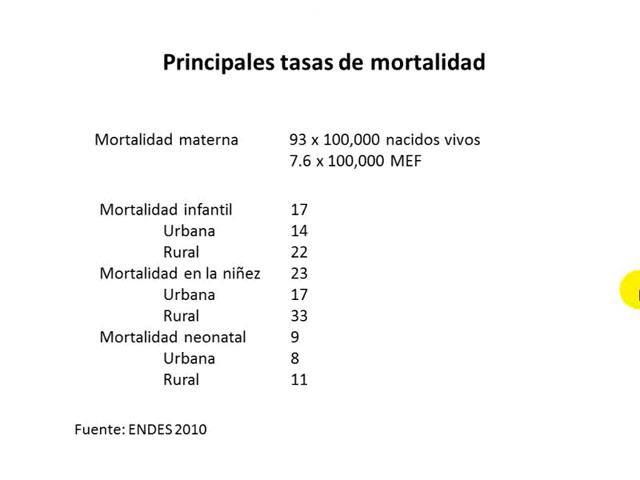 Principales tasas de mortalidad
Mortalidad materna 93 x 100,000 nacidos vivos
7.6 x 100,000 MEF
Mortalidad infantil 17
Urbana 14
Rural 22
Mortalidad en la niñez 23
Urbana 17
Rural 33
Mortalidad neonatal 9
Urbana 8
Rural 11
Fuente: ENDES 2010